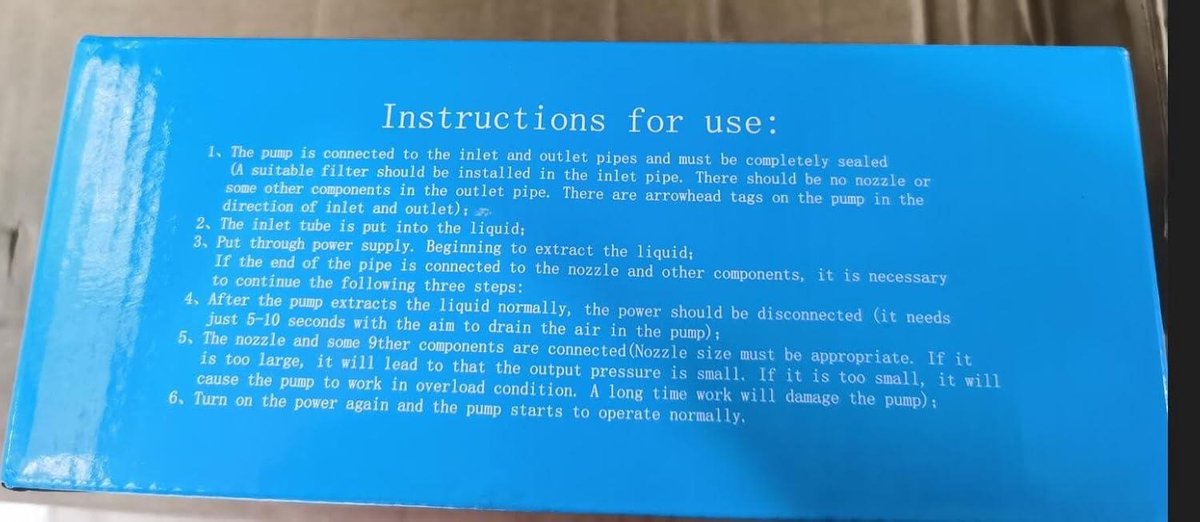 Instructions for use:
1、The pump is connected to the inlet and outlet pipes and must be completely sealed
(A suitable filter should be installed in the inlet pipe. There should be no nozzle or
some other components in the outlet pipe. There are arrowhead tags on the pump in the
direction of inlet and outlet);
2、The inlet tube is put into the liquid;
3、Put through power supply. Beginning to extract the liquid;
If the end of the pipe is connected to the nozzle and other components, it is necessary
to continue the following three steps:
4、After the pump extracts the liquid normally, the power should be disconnected (it needs
just 5-10 seconds with the aim to drain the air in the pump);
5、The nozzle and some 9ther components are connected(Nozzle size must be appropriate. If it
is too large, it will lead to that the output pressure is small. If it is too small, it will
cause the pump to work in overload condition. A long time work will damage the pump);
6、Turn on the power again and the pump starts to operate normally.